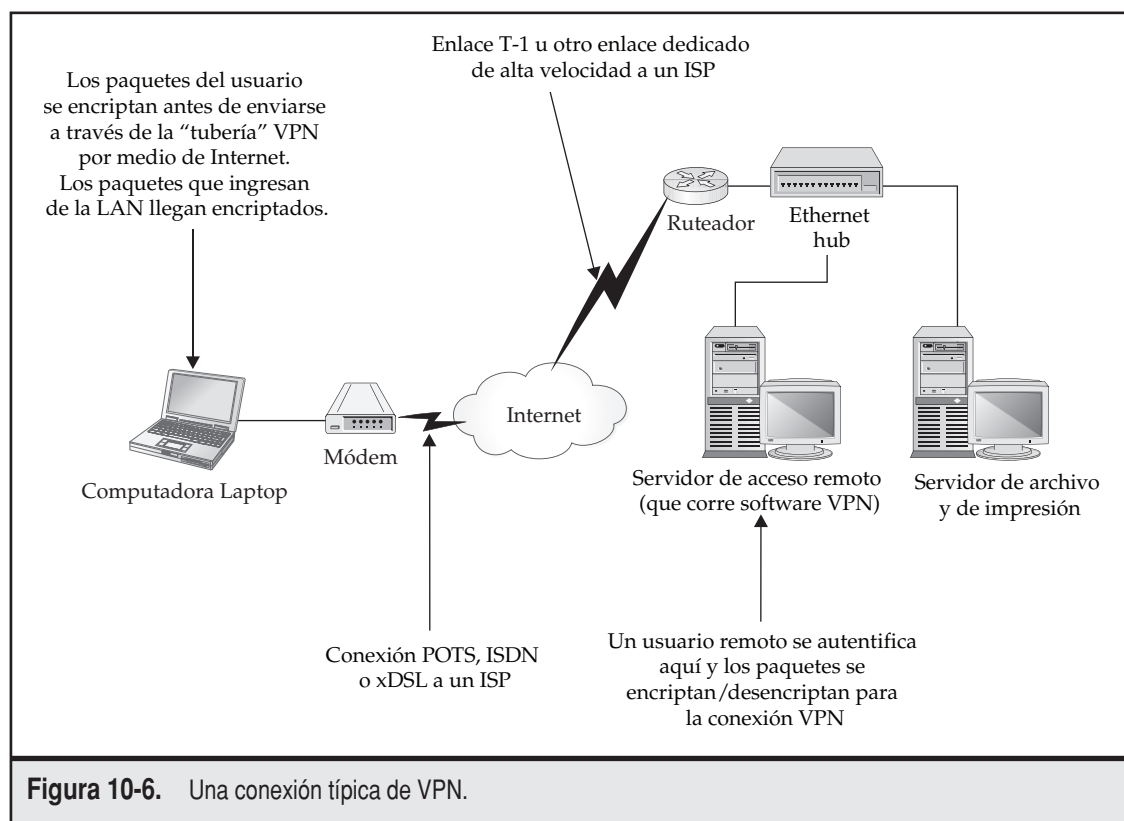 Enlace T-1 u otro enlace dedicado
de alta velocidad a un ISP
Los paquetes del usuario
se encriptan antes de enviarse
a través de la “tubería” VPN
por medio de Internet.
Los paquetes que ingresan
de la LAN llegan encriptados.
Ruteador
Ethernet
hub
Internet
Módem
Computadora Laptop
Servidor de acceso remoto
(que corre software VPN)
Servidor de archivo
y de impresión
Conexión POTS, ISDN
o xDSL a un ISP
Un usuario remoto se autentifica
aquí y los paquetes se
encriptan/desencriptan para
la conexión VPN
Figura 10-6. Una conexión típica de VPN.